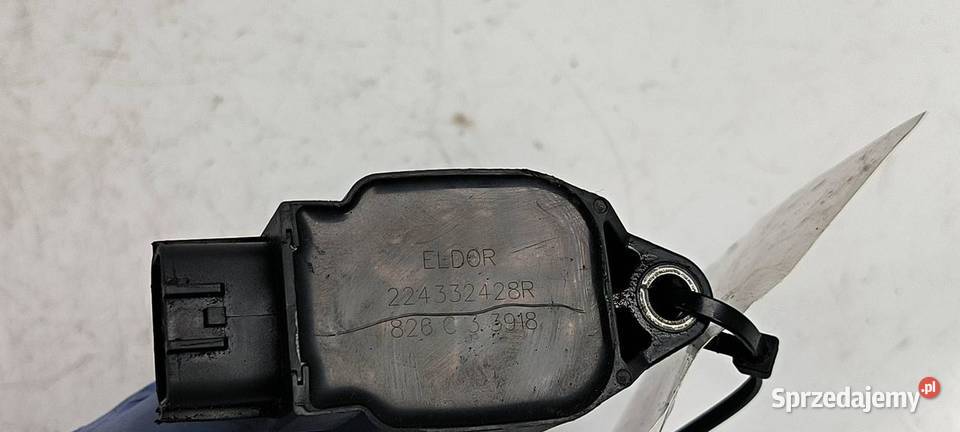 ELDOR
224332428R
826 C 3.3918
Sprzedajemy.pl